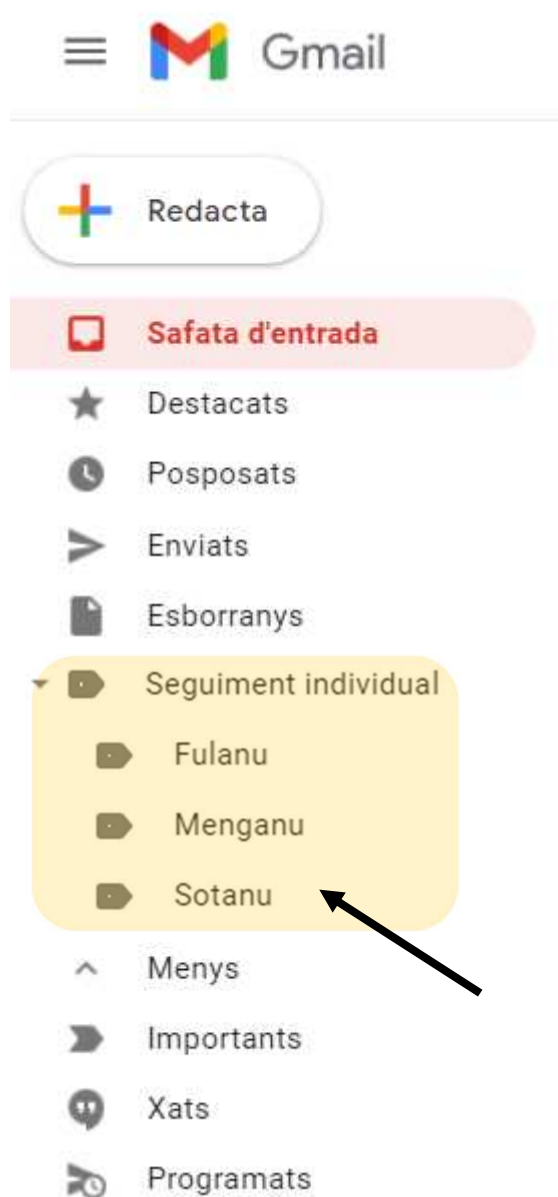 Gmail
Redacta
Safata d'entrada
Destacats
Posposats
Enviats
Esborranys
Seguiment individual
Fulanu
Menganu
Sotanu
Menys
Importants
Xats
Programats